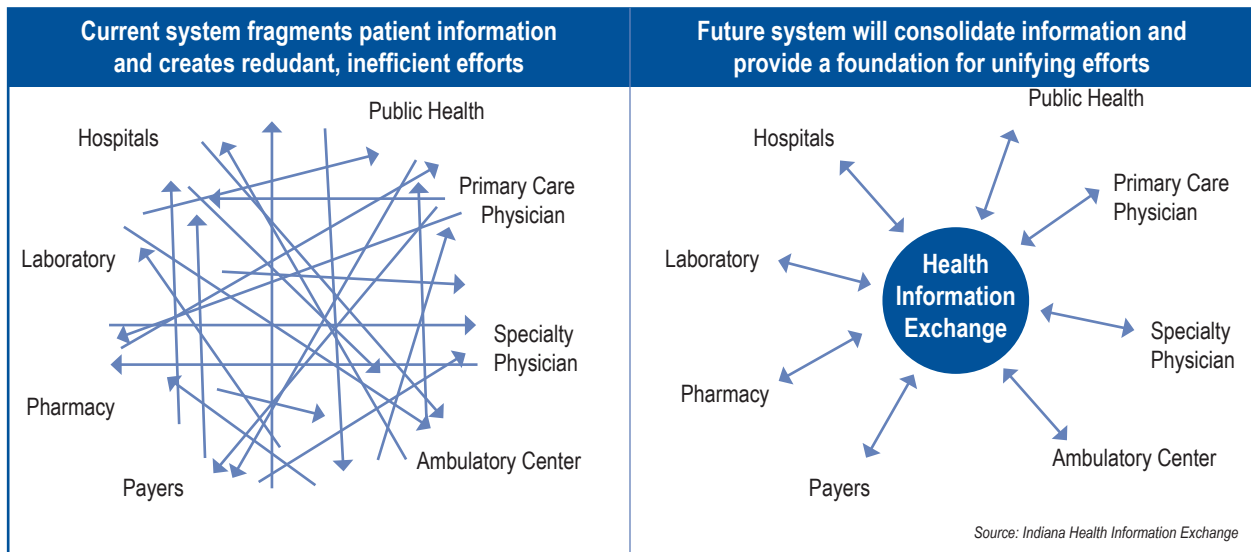 Current system fragments patient information
and creates redudant, inefficient efforts
Public Health
Hospitals
Primary Care
Physician
Laboratory
Specialty
Physician
Pharmacy
Ambulatory Center
Payers
Future system will consolidate information and
provide a foundation for unifying efforts
Public Health
Hospitals
Primary Care
Physician
Laboratory
Health
Information
Exchange
Specialty
Physician
Pharmacy
Ambulatory Center
Payers
Source: Indiana Health Information Exchange